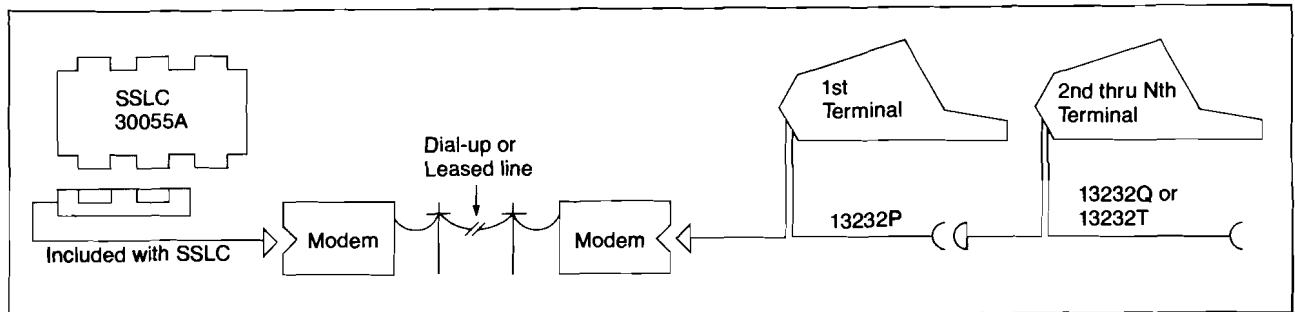 SSLC
30055A
Included with SSLC
Modem
Dial-up or
Leased line
Modem
1st
Terminal
13232P
2nd thru Nth
Terminal
13232Q or
13232T